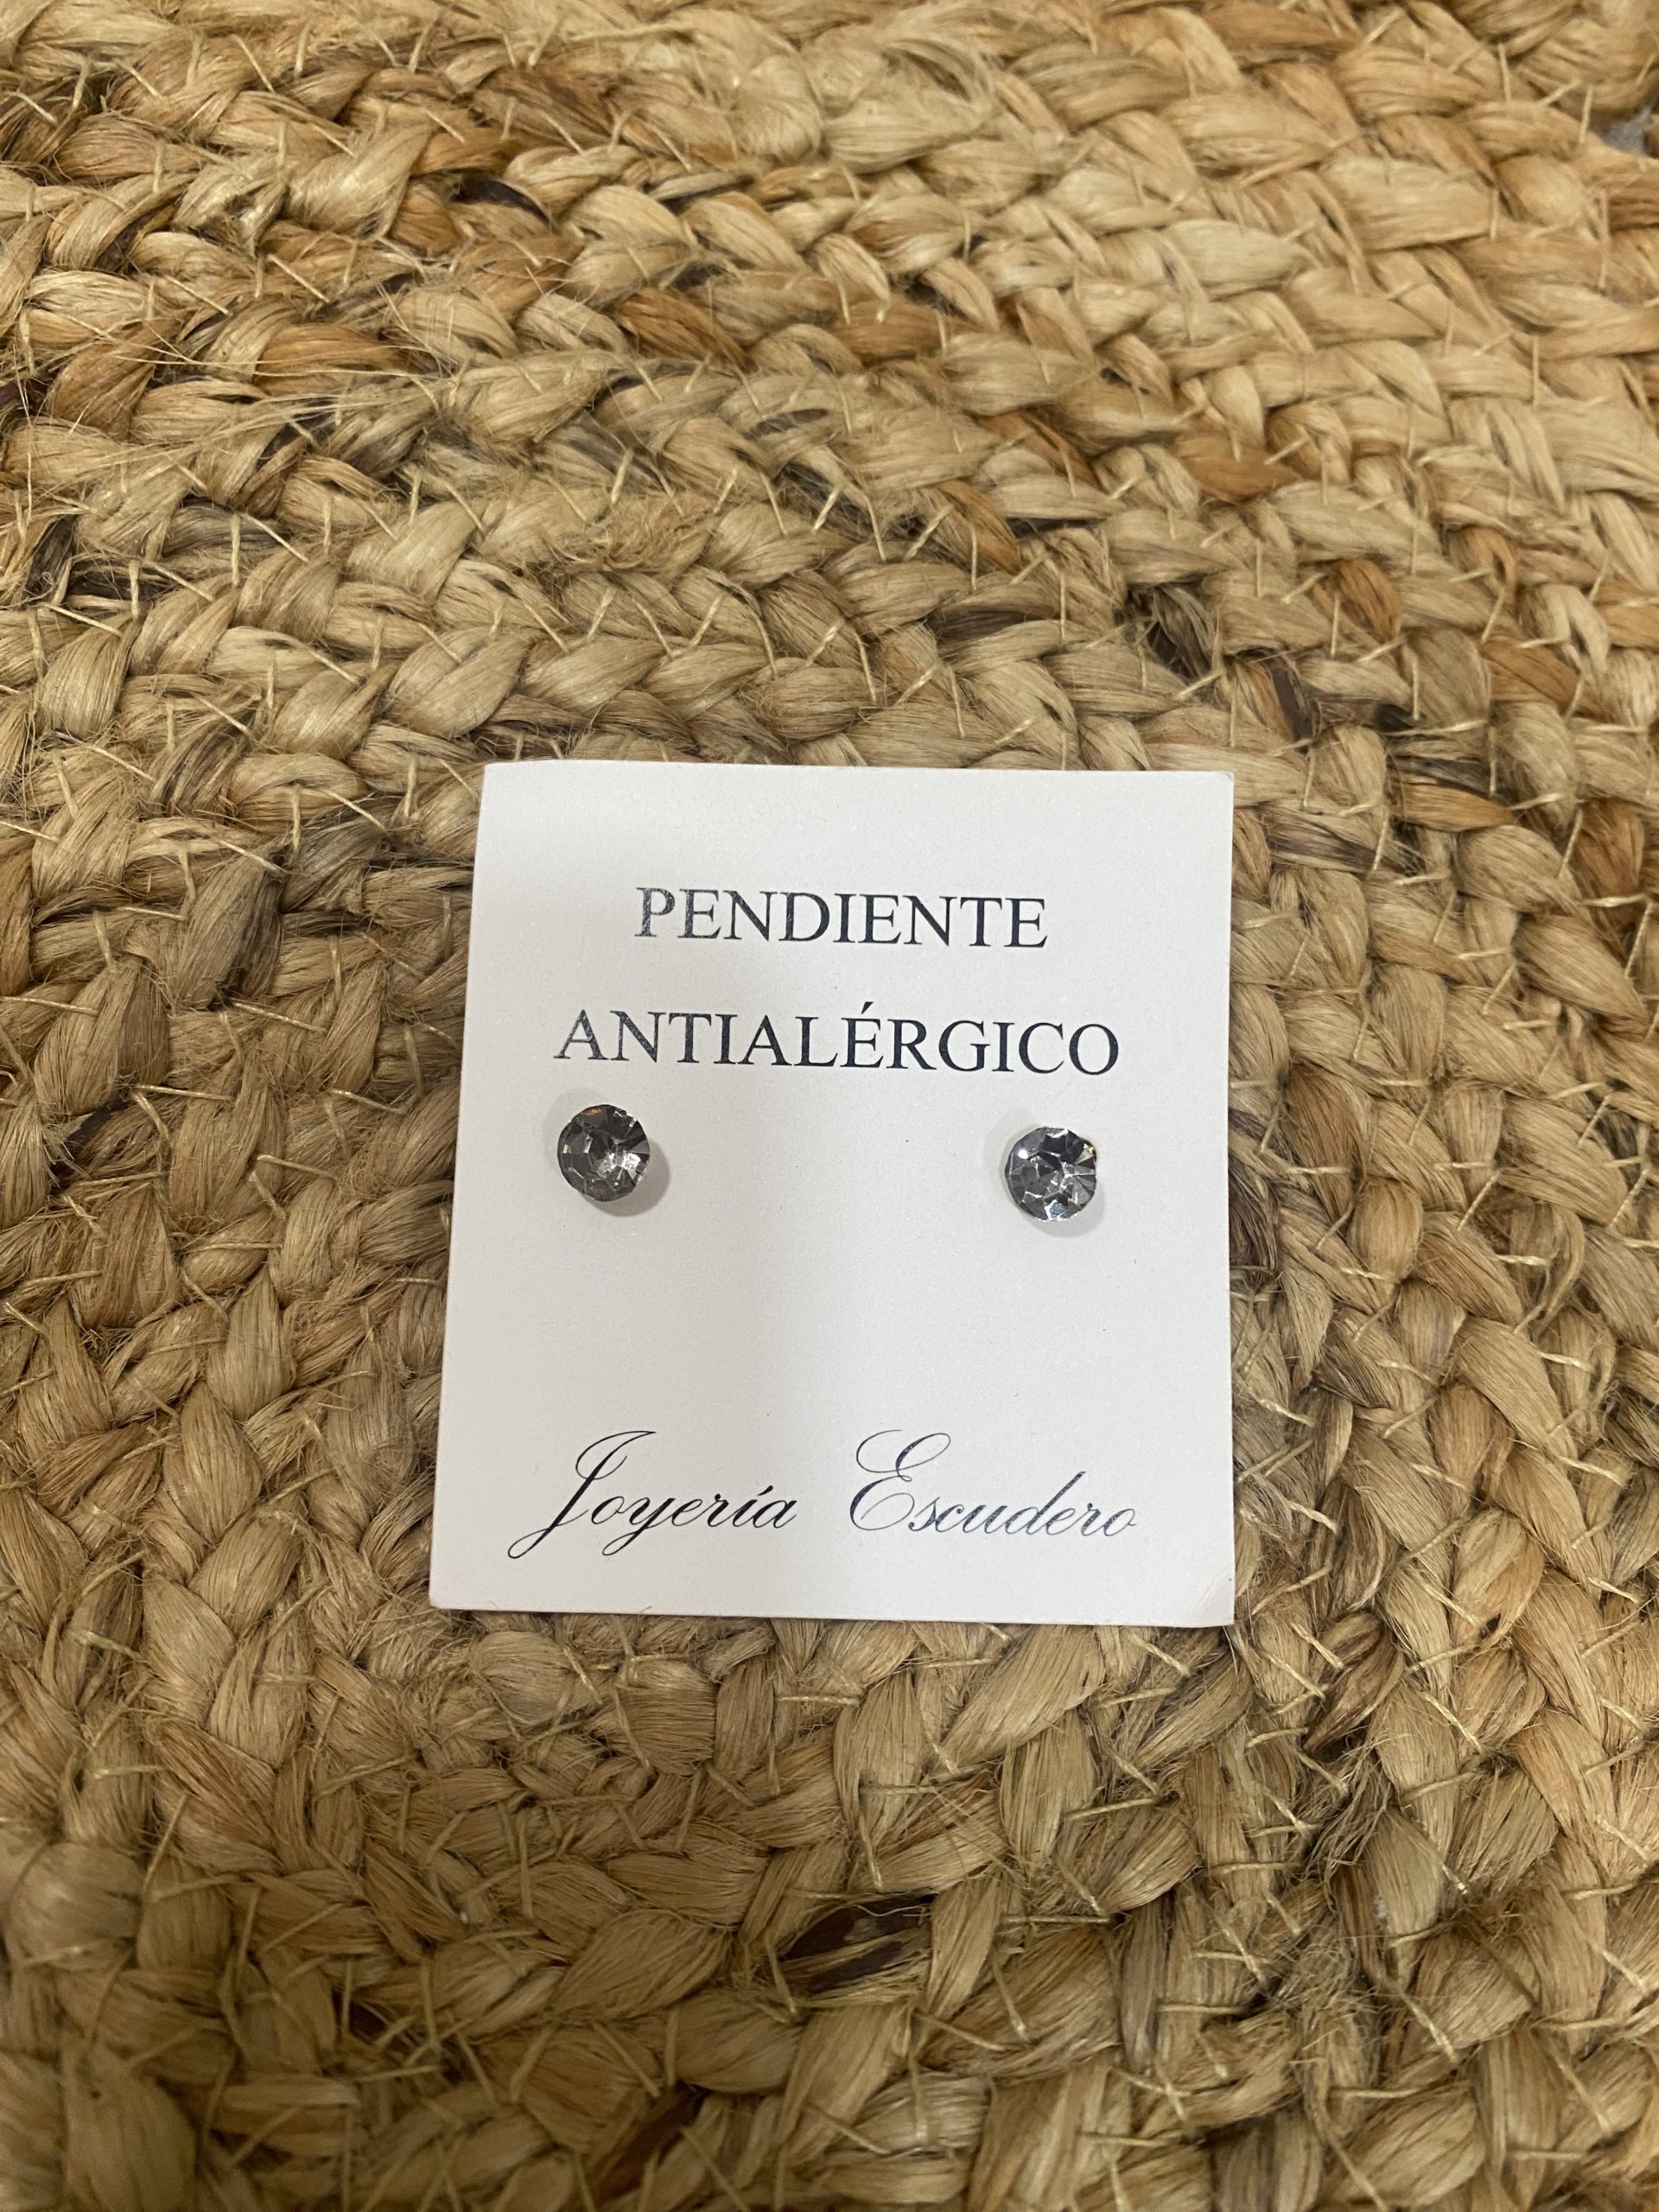 PENDIENTE
ANTIALÉRGICO
Joyería Escudero